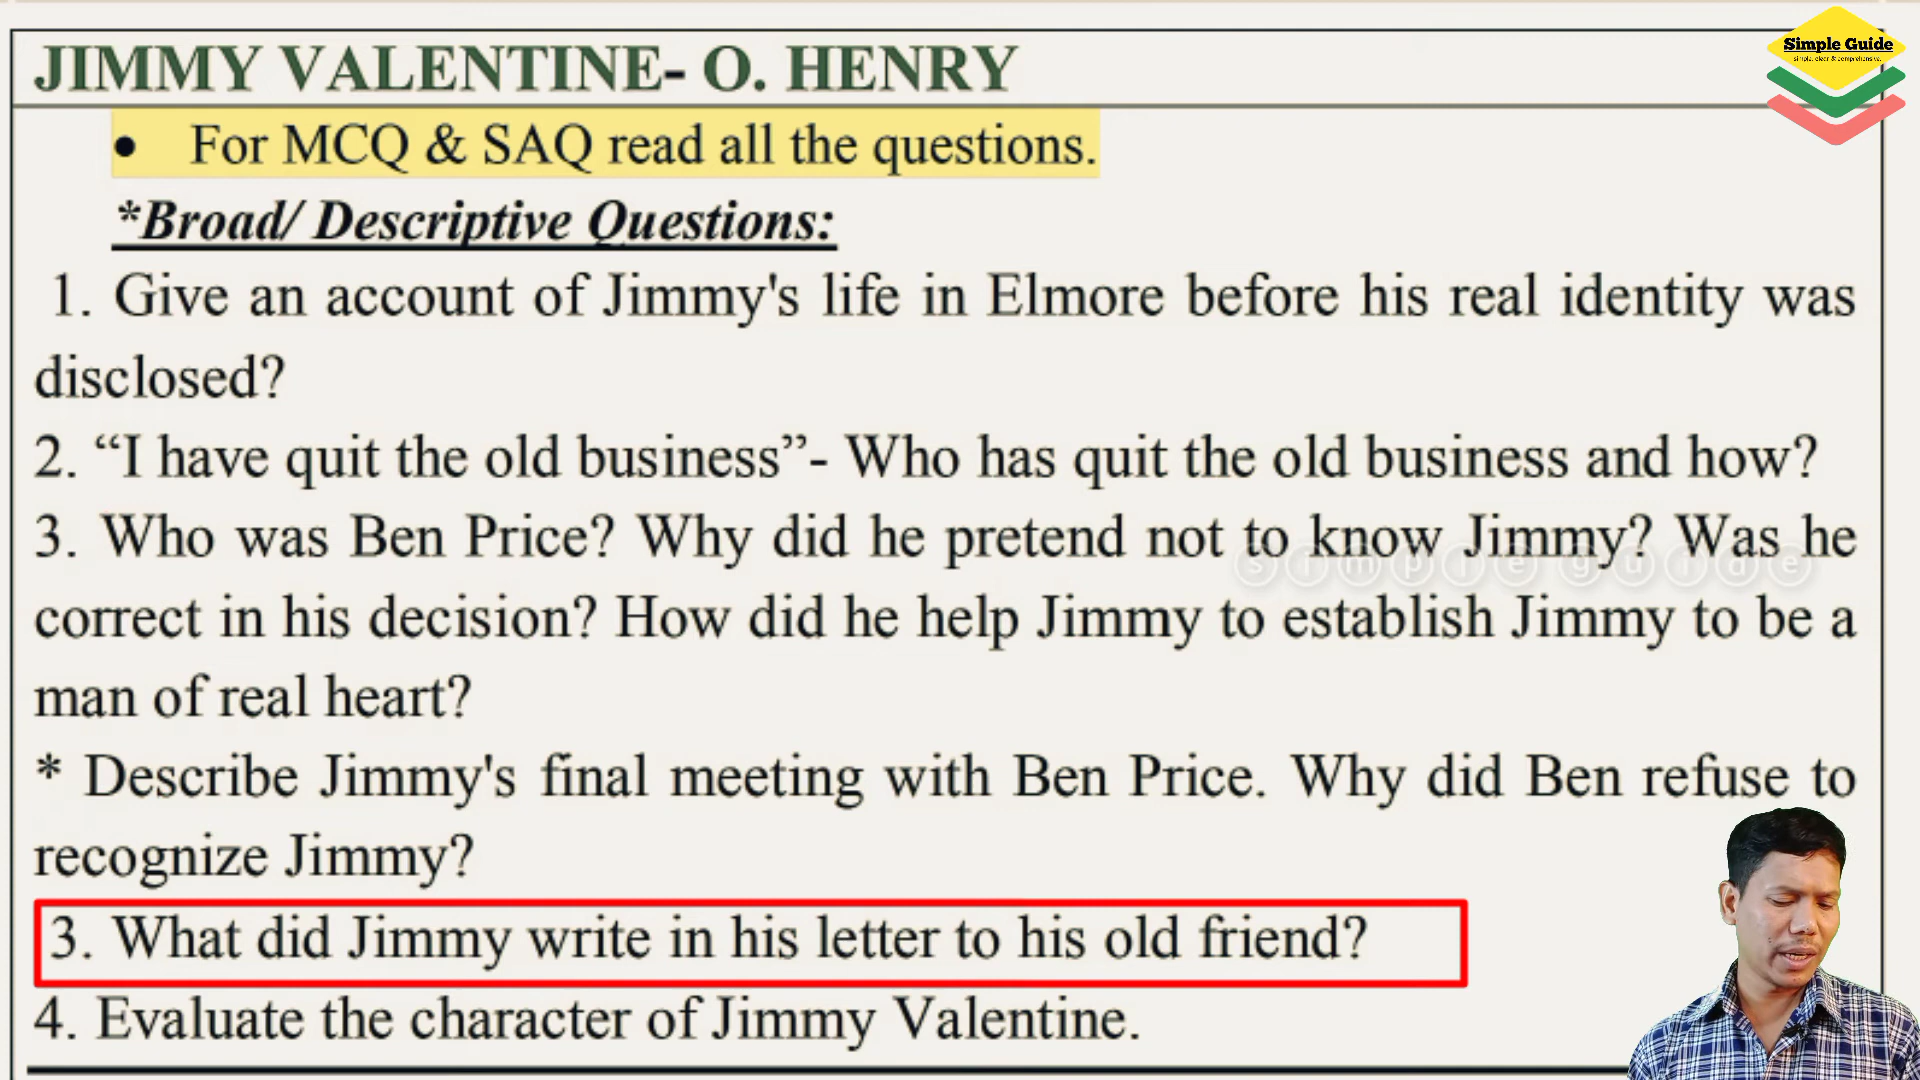 JIMMY VALENTINE- O. HENRY
Simple Guide
simple, clear & comprehensive.
• For MCQ & SAQ read all the questions.
*Broad/ Descriptive Questions:
1. Give an account of Jimmy's life in Elmore before his real identity was
disclosed?
2. “I have quit the old business”- Who has quit the old business and how?
3. Who was Ben Price? Why did he pretend not to know Jimmy? Was he
simple guide
correct in his decision? How did he help Jimmy to establish Jimmy to be a
man of real heart?
* Describe Jimmy's final meeting with Ben Price. Why did Ben refuse to
recognize Jimmy?
3. What did Jimmy write in his letter to his old friend?
4. Evaluate the character of Jimmy Valentine.